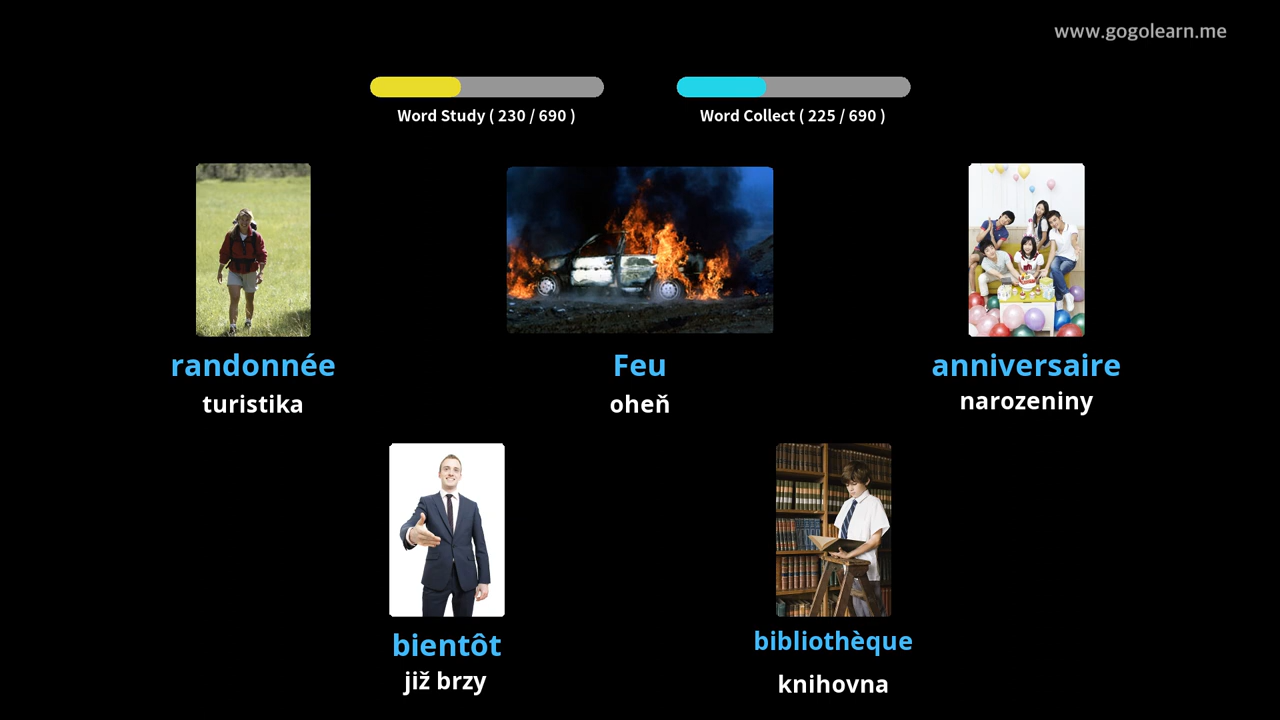 www.gogolearn.me
Word Study ( 230 / 690 )
Word Collect ( 225 / 690 )
randonnée
turistika
Feu
oheň
anniversaire
narozeniny
bientôt
již brzy
bibliothèque
knihovna